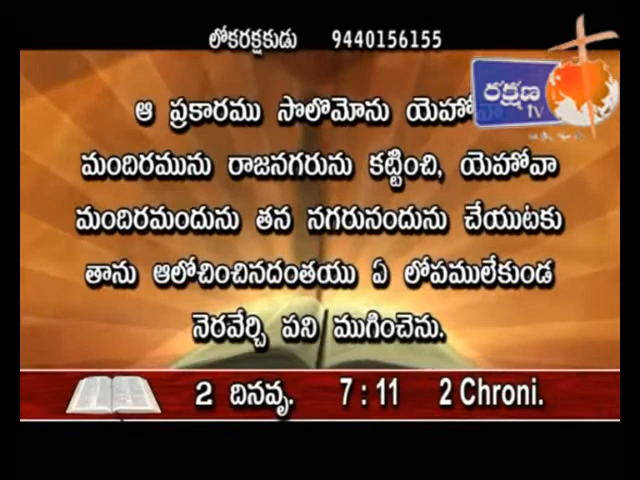 లోకరక్షకుడు 9440156155
రక్షణ
TV
ఆ ప్రకారము సొలొమోను యెహోవా
మందిరమును రాజనగరును కట్టించి, యెహోవా
మందిరమందును తన నగరునందును చేయుటకు
తాను ఆలోచించినదంతయు ఏ లోపములేకుండ
నెరవేర్చి పని ముగించెను.
2 దినవృ. 7 : 11 2 Chroni.